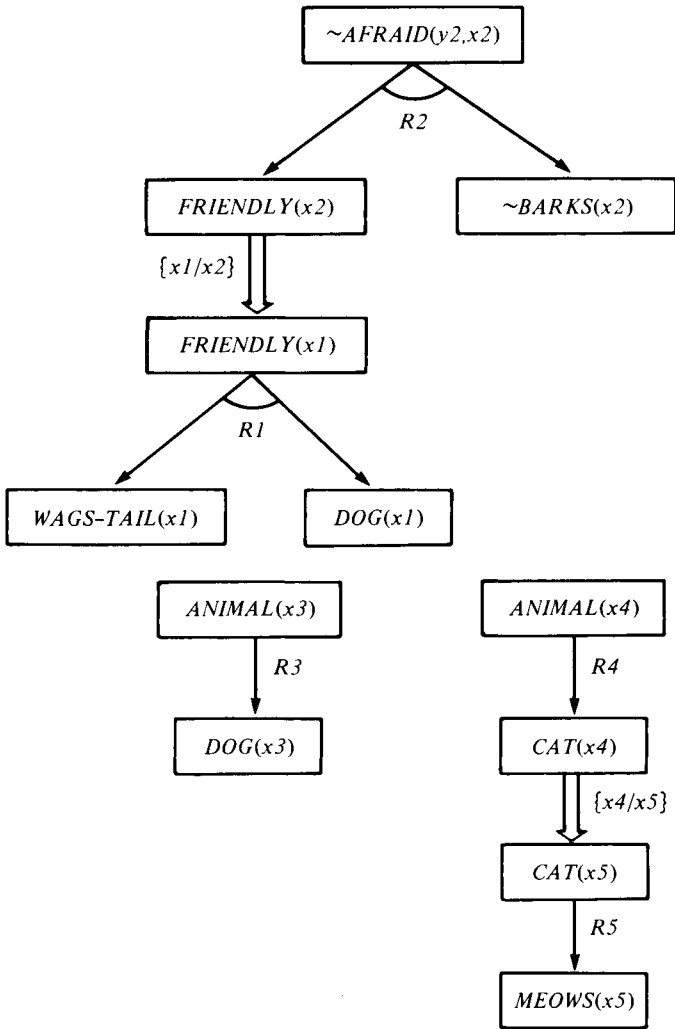 ~AFRAID(y2,x2)
R2
FRIENDLY(x2)
~BARKS(x2)
{x1/x2}
FRIENDLY(x1)
R1
WAGS-TAIL(x1)
DOG(x1)
ANIMAL(x3)
ANIMAL(x4)
R3
R4
DOG(x3)
CAT(x4)
{x4/x5}
CAT(x5)
R5
MEOWS(x5)